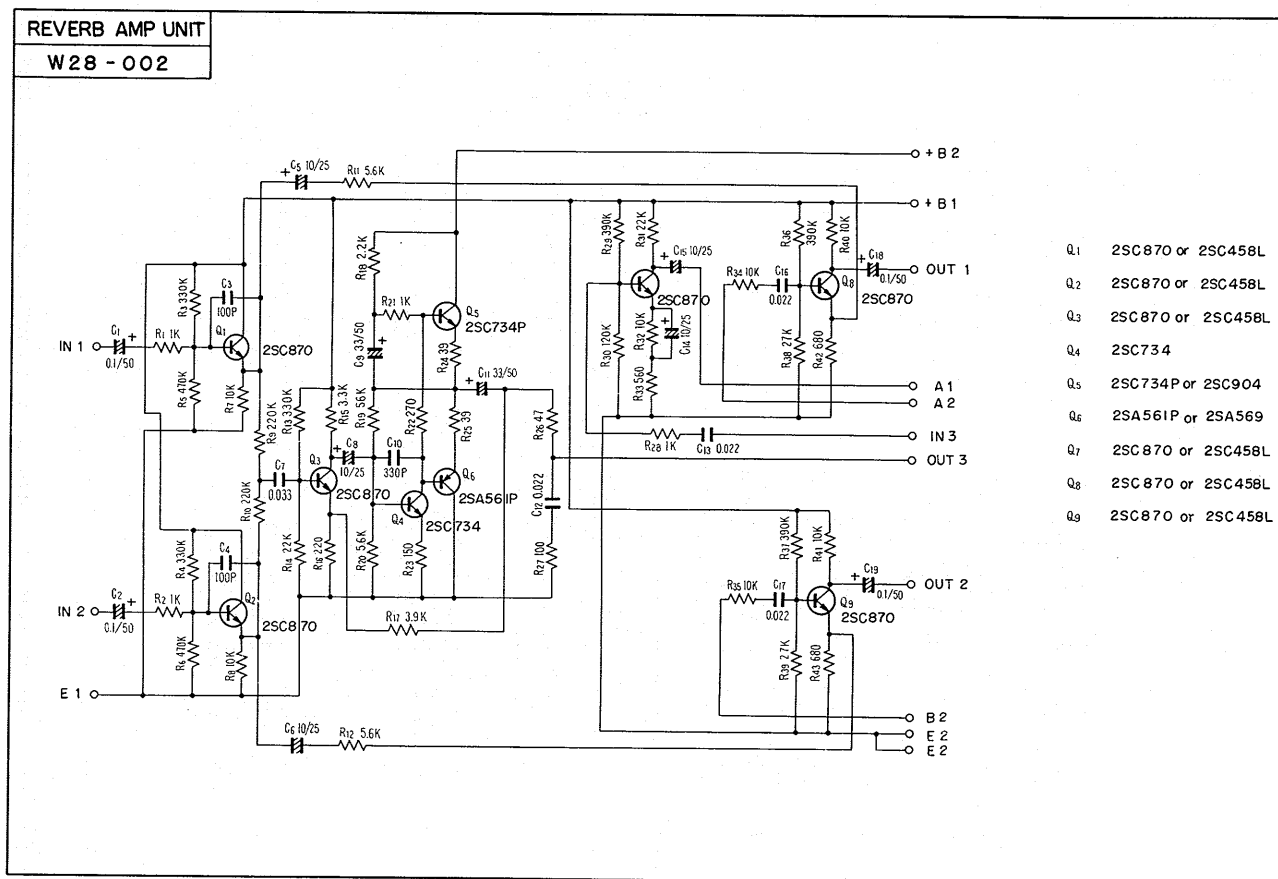 REVERB AMP UNIT
W28-002
+B2
C5 10/25
R11 5.6K
+B1
R29 390K
R31 22K
R36 390K
R40 10K
C15 10/25
C18 0.1/50
OUT 1
R34 10K
C16 0.022
Q8
2SC870
2SC870
R18 2.2K
R21 1K
Q5
2SC734P
R3 330K
C3 100P
IN 1
C1 0.1/50
R1 1K
Q1
2SC870
C9 33/50
R24 39
C11 33/50
R30 120K
R32 10K
C14 10/25
R33 560
R38 27K
R42 680
R5 470K
R7 10K
A1
A2
R9 220K
R13 330K
R15 3.3K
R19 56K
R22 270
R25 39
R26 47
R28 1K
C13 0.022
IN 3
OUT 3
C7 0.033
Q3
2SC870
C8 10/25
C10 330P
Q6
2SA561P
Q4
2SC734
C12 0.022
R10 220K
R14 22K
R16 220
R20 5.6K
R23 150
R27 100
R17 3.9K
R4 330K
C4 100P
IN 2
C2 0.1/50
R2 1K
Q2
2SC870
R6 470K
R8 10K
E1
C6 10/25
R12 5.6K
R37 390K
R41 10K
C19 0.1/50
OUT 2
R35 10K
C17 0.022
Q9
2SC870
R39 27K
R43 680
B2
E2
E2
Q1 2SC870 or 2SC458L
Q2 2SC870 or 2SC458L
Q3 2SC870 or 2SC458L
Q4 2SC734
Q5 2SC734P or 2SC904
Q6 2SA561P or 2SA569
Q7 2SC870 or 2SC458L
Q8 2SC870 or 2SC458L
Q9 2SC870 or 2SC458L